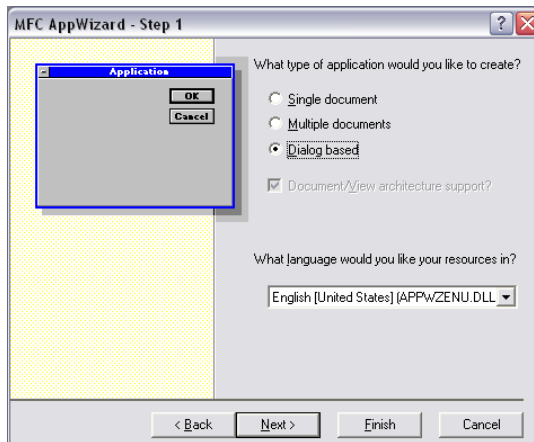 MFC AppWizard - Step 1
Application
OK
Cancel
What type of application would you like to create?
Single document
Multiple documents
Dialog based
Document/View architecture support?
What language would you like your resources in?
English [United States] (APPWZENU.DLL
< Back Next > Finish Cancel